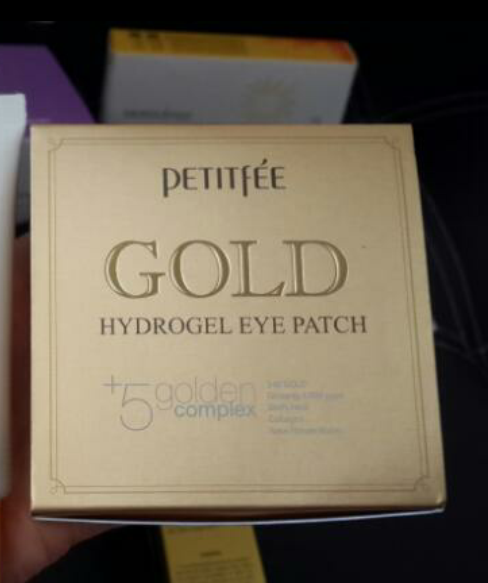 PETITFÉE
GOLD
HYDROGEL EYE PATCH
+5 golden
complex